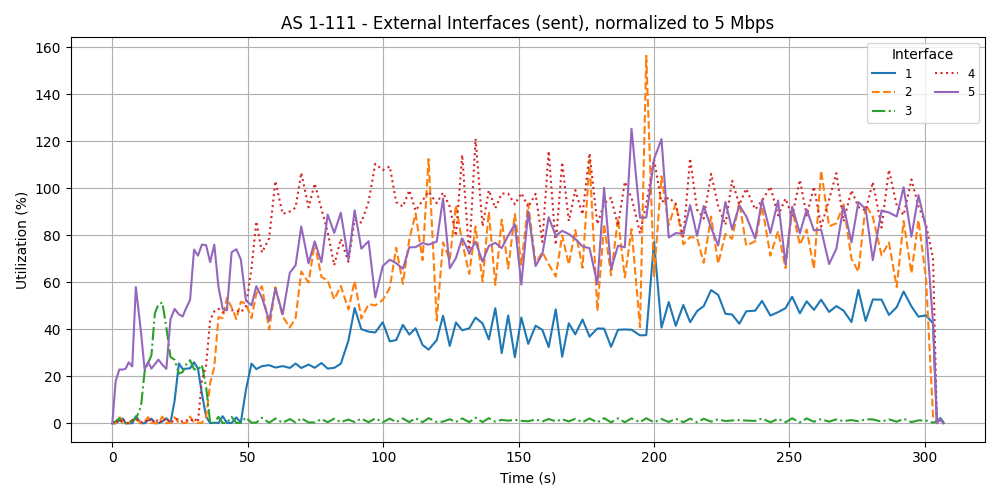 AS 1-111 - External Interfaces (sent), normalized to 5 Mbps
Utilization (%)
160
140
120
100
80
60
40
20
0
0 50 100 150 200 250 300
Time (s)
Interface
1 4
2 5
3